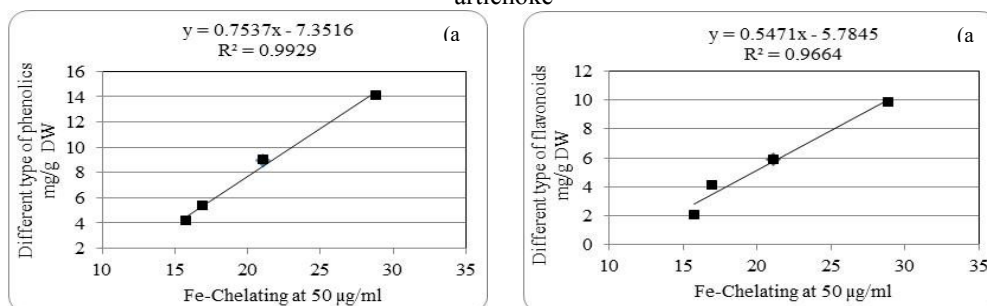 artichoke
y = 0.7537x - 7.3516
R² = 0.9929
(a
Different type of phenolics
mg/g DW
16
14
12
10
8
6
4
2
10
15
20
25
30
35
Fe-Chelating at 50 µg/ml
y = 0.5471x - 5.7845
R² = 0.9664
(a
Different type of flavonoids
mg/g DW
12
10
8
6
4
2
0
10
15
20
25
30
35
Fe-Chelating at 50 µg/ml